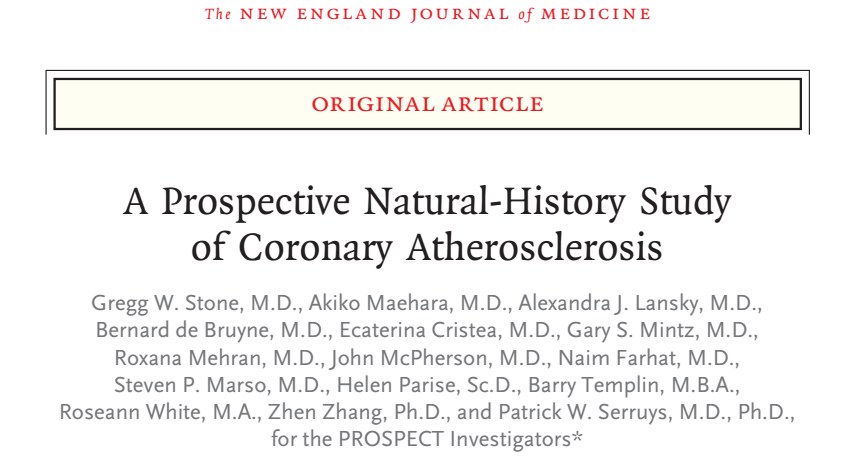 The NEW ENGLAND JOURNAL of MEDICINE
ORIGINAL ARTICLE
A Prospective Natural-History Study
of Coronary Atherosclerosis
Gregg W. Stone, M.D., Akiko Maehara, M.D., Alexandra J. Lansky, M.D.,
Bernard de Bruyne, M.D., Ecaterina Cristea, M.D., Gary S. Mintz, M.D.,
Roxana Mehran, M.D., John McPherson, M.D., Naim Farhat, M.D.,
Steven P. Marso, M.D., Helen Parise, Sc.D., Barry Templin, M.B.A.,
Roseann White, M.A., Zhen Zhang, Ph.D., and Patrick W. Serruys, M.D., Ph.D.,
for the PROSPECT Investigators*